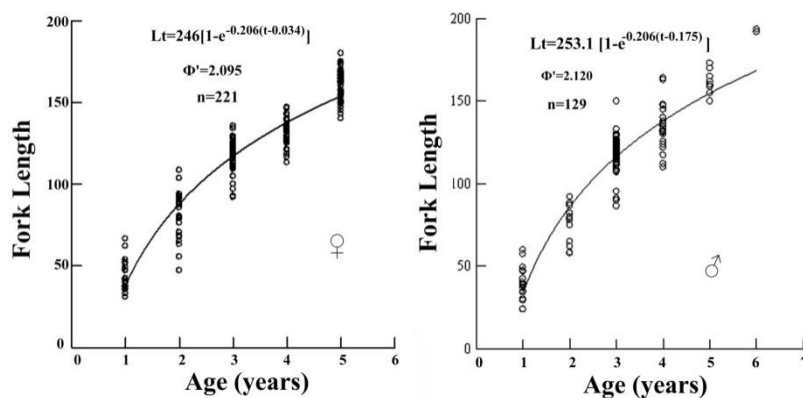 Lt=246[1-e-0.206(t-0.034)]
Φ'=2.095
n=221
Fork Length
200
150
100
50
0
0 1 2 3 4 5 6
Age (years)
♀
Lt=253.1 [1-e-0.206(t-0.175)]
Φ'=2.120
n=129
Fork Length
200
150
100
50
0
0 1 2 3 4 5 6 7
Age (years)
♂